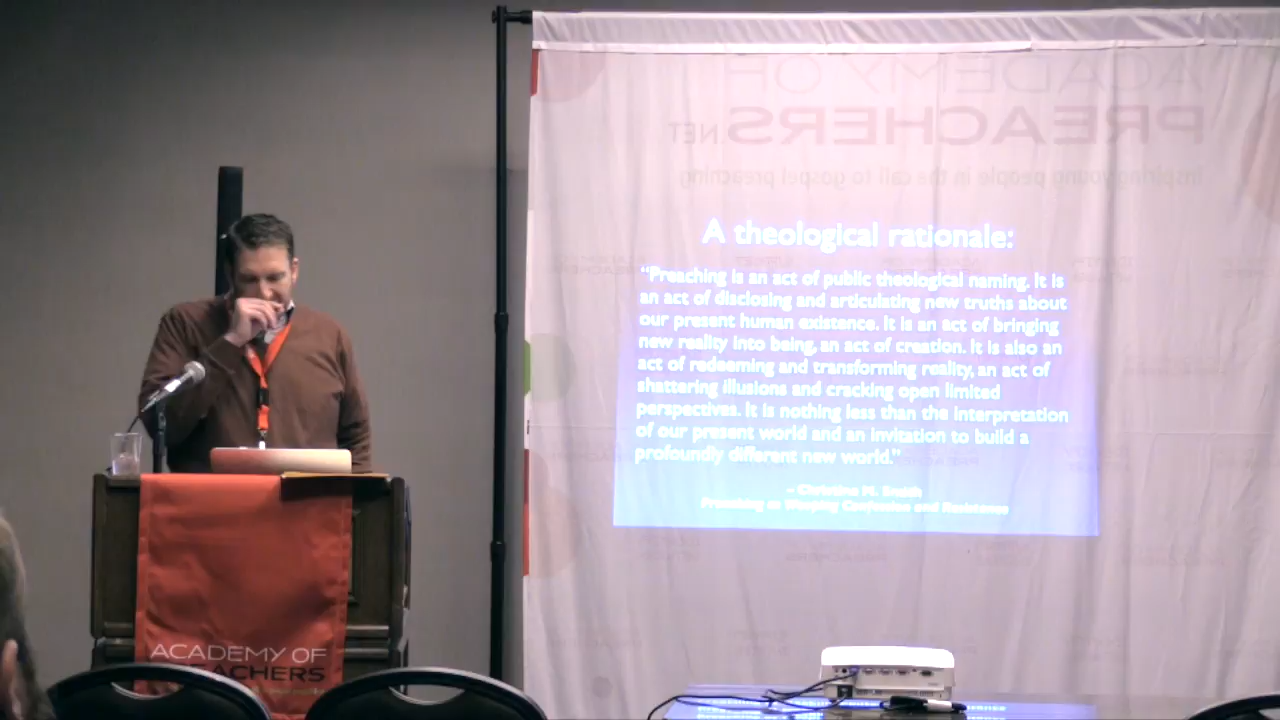 ACADEMY OF
PREACHERS.NET
Inspiring young people in the call to gospel preaching
A theological rationale:
“Preaching is an act of public theological naming. It is
an act of disclosing and articulating new truths about
our present human existence. It is an act of bringing
new reality into being, an act of creation. It is also an
act of redeeming and transforming reality, an act of
shattering illusions and cracking open limited
perspectives. It is nothing less than the interpretation
of our present world and an invitation to build a
profoundly different new world.”
- Christine M. Smith
Preaching as Weeping Confession and Resistance
ACADEMY OF
PREACHERS